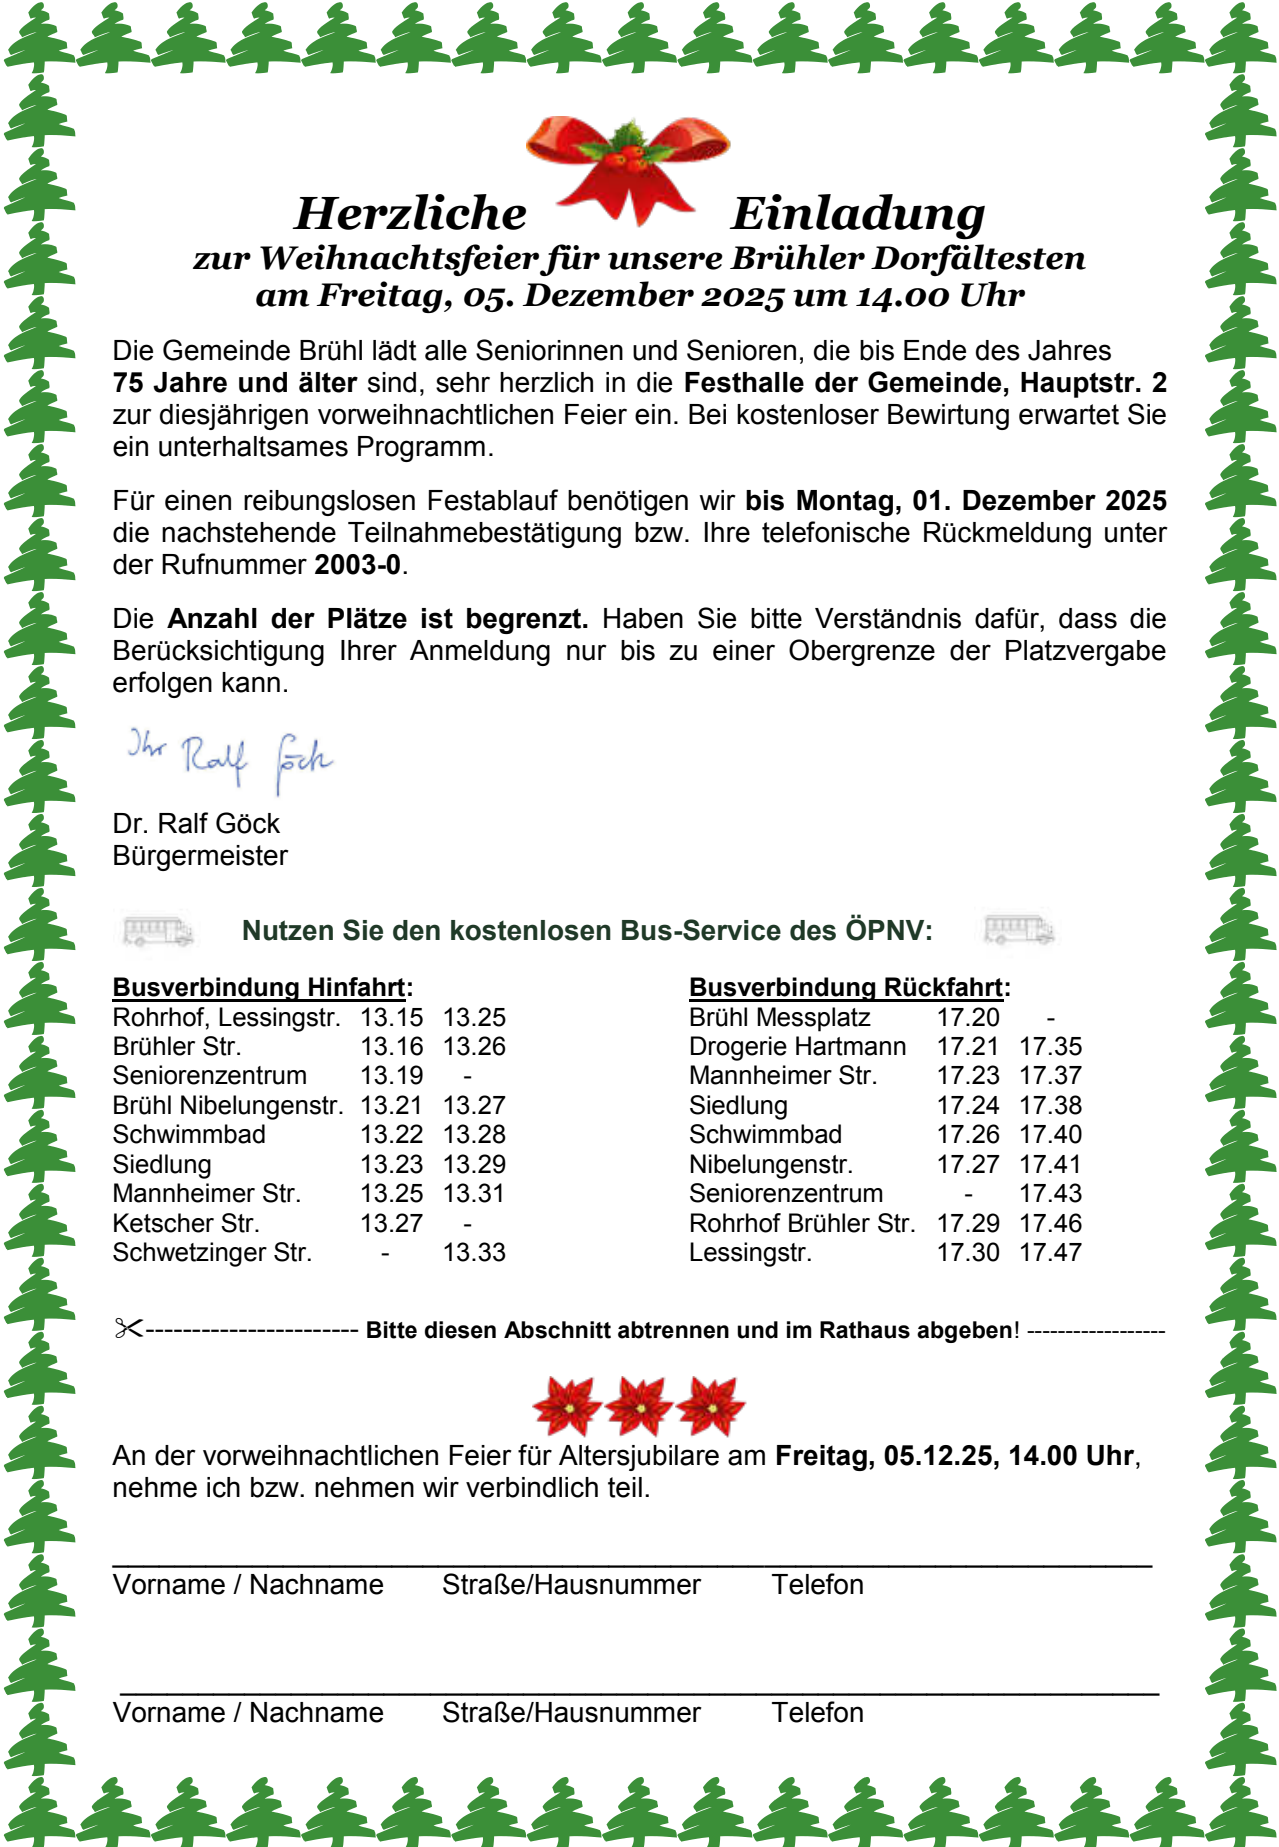 Herzliche Einladung
zur Weihnachtsfeier für unsere Brühler Dorfältesten
am Freitag, 05. Dezember 2025 um 14.00 Uhr
Die Gemeinde Brühl lädt alle Seniorinnen und Senioren, die bis Ende des Jahres
75 Jahre und älter sind, sehr herzlich in die Festhalle der Gemeinde, Hauptstr. 2
zur diesjährigen vorweihnachtlichen Feier ein. Bei kostenloser Bewirtung erwartet Sie
ein unterhaltsames Programm.
Für einen reibungslosen Festablauf benötigen wir bis Montag, 01. Dezember 2025
die nachstehende Teilnahmebestätigung bzw. Ihre telefonische Rückmeldung unter
der Rufnummer 2003-0.
Die Anzahl der Plätze ist begrenzt. Haben Sie bitte Verständnis dafür, dass die
Berücksichtigung Ihrer Anmeldung nur bis zu einer Obergrenze der Platzvergabe
erfolgen kann.
Ihr Ralf Göck
Dr. Ralf Göck
Bürgermeister
Nutzen Sie den kostenlosen Bus-Service des ÖPNV:
Busverbindung Hinfahrt:
Rohrhof, Lessingstr. 13.15 13.25
Brühler Str. 13.16 13.26
Seniorenzentrum 13.19 -
Brühl Nibelungenstr. 13.21 13.27
Schwimmbad 13.22 13.28
Siedlung 13.23 13.29
Mannheimer Str. 13.25 13.31
Ketscher Str. 13.27 -
Schwetzinger Str. - 13.33
Busverbindung Rückfahrt:
Brühl Messplatz 17.20 -
Drogerie Hartmann 17.21 17.35
Mannheimer Str. 17.23 17.37
Siedlung 17.24 17.38
Schwimmbad 17.26 17.40
Nibelungenstr. 17.27 17.41
Seniorenzentrum - 17.43
Rohrhof Brühler Str. 17.29 17.46
Lessingstr. 17.30 17.47
✂----------------------- Bitte diesen Abschnitt abtrennen und im Rathaus abgeben! ------------------
An der vorweihnachtlichen Feier für Altersjubilare am Freitag, 05.12.25, 14.00 Uhr,
nehme ich bzw. nehmen wir verbindlich teil.
Vorname / Nachname Straße/Hausnummer Telefon
Vorname / Nachname Straße/Hausnummer Telefon